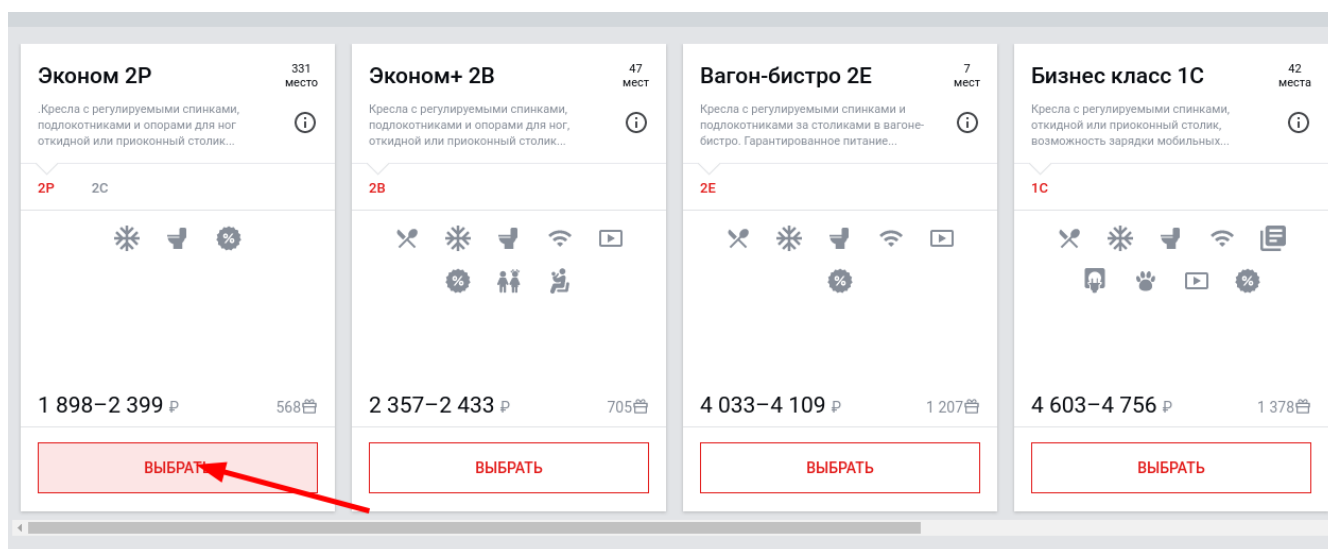 Эконом 2Р
331
место
.Кресла с регулируемыми спинками,
подлокотниками и опорами для ног
откидной или приоконный столик...
2Р 2С
1 898–2 399 ₽
568
ВЫБРАТЬ
Эконом+ 2В
47
мест
Кресла с регулируемыми спинками,
подлокотниками и опорами для ног,
откидной или приоконный столик...
2В
%
2 357–2 433 ₽
705
ВЫБРАТЬ
Вагон-бистро 2Е
7
мест
Кресла с регулируемыми спинками и
подлокотниками за столиками в вагоне-
бистро. Гарантированное питание...
2Е
%
4 033–4 109 ₽
1 207
ВЫБРАТЬ
Бизнес класс 1С
42
места
Кресла с регулируемыми спинками,
откидной или приоконный столик,
возможность зарядки мобильных...
1С
%
4 603–4 756 ₽
1 378
ВЫБРАТЬ